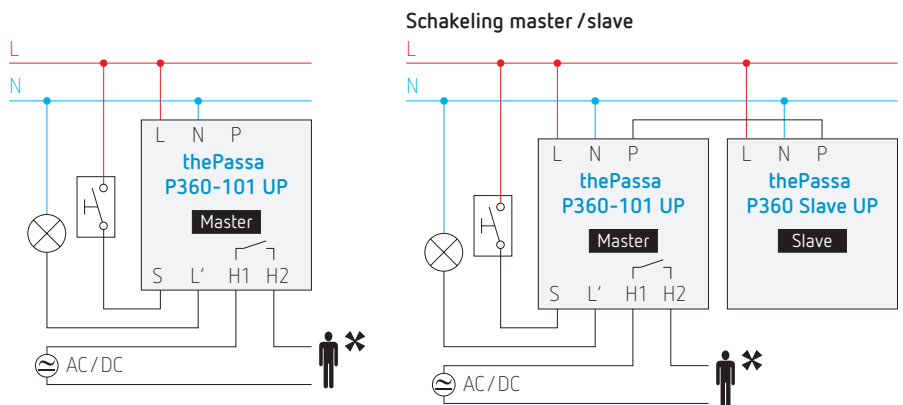 L
N
L N P
thePassa
P360-101 UP
Master
S L' H1 H2
AC/DC
Schakeling master / slave
L
N
L N P
thePassa
P360-101 UP
Master
S L' H1 H2
AC/DC
L N P
thePassa
P360 Slave UP
Slave